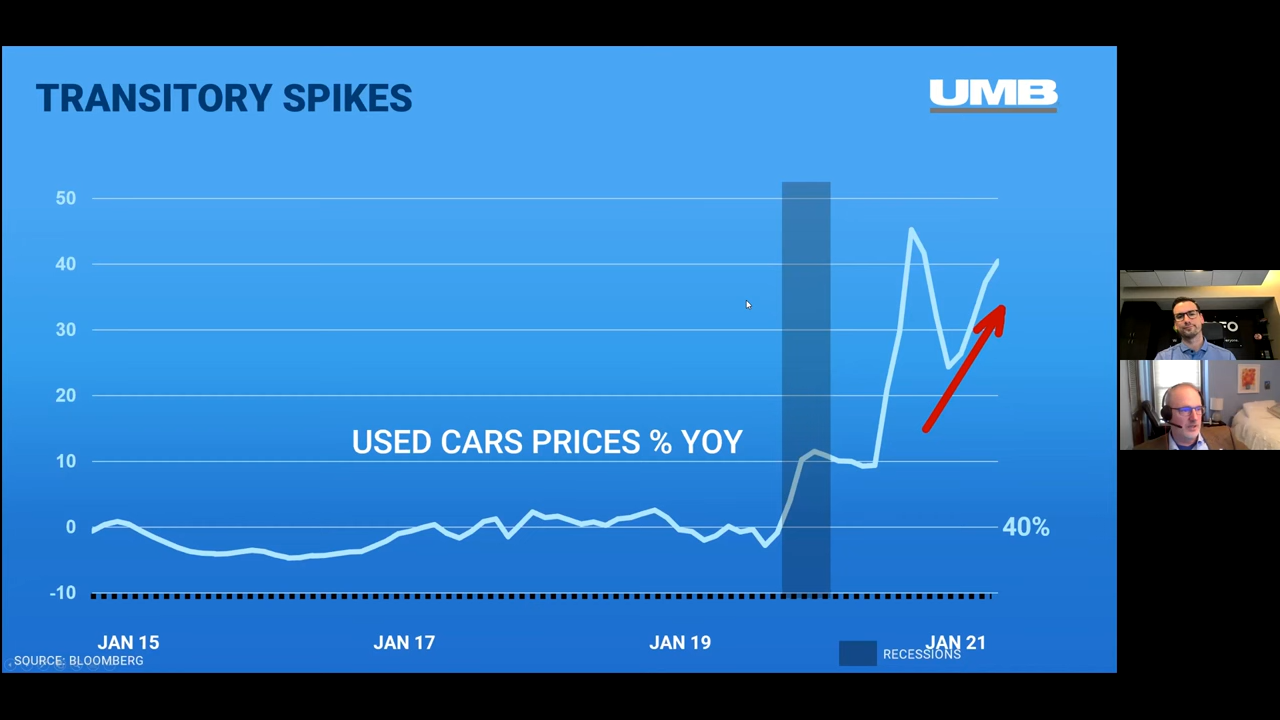 TRANSITORY SPIKES
UMB
50
40
30
20
10
0
-10
USED CARS PRICES % YOY
40%
JAN 15
JAN 17
JAN 19
JAN 21
SOURCE: BLOOMBERG
RECESSIONS